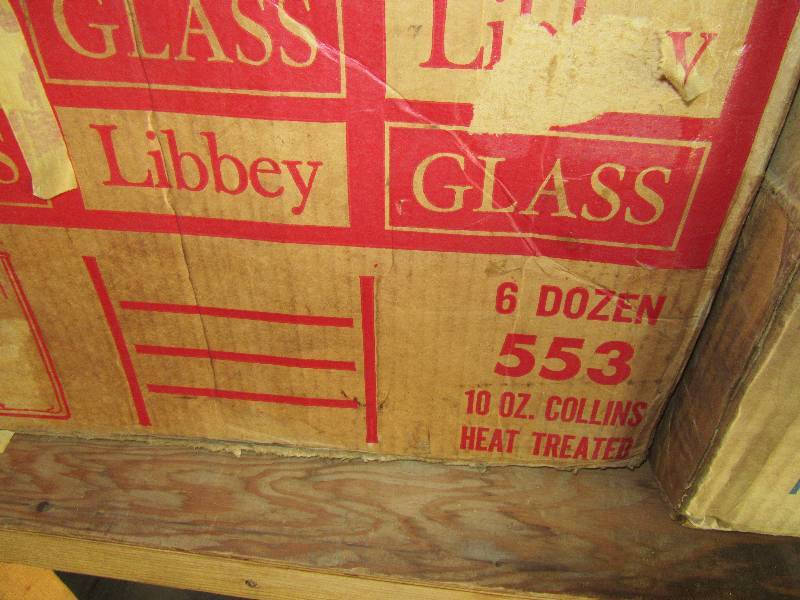 GLASS
Libbey GLASS
6 DOZEN
553
10 OZ. COLLINS
HEAT TREATED